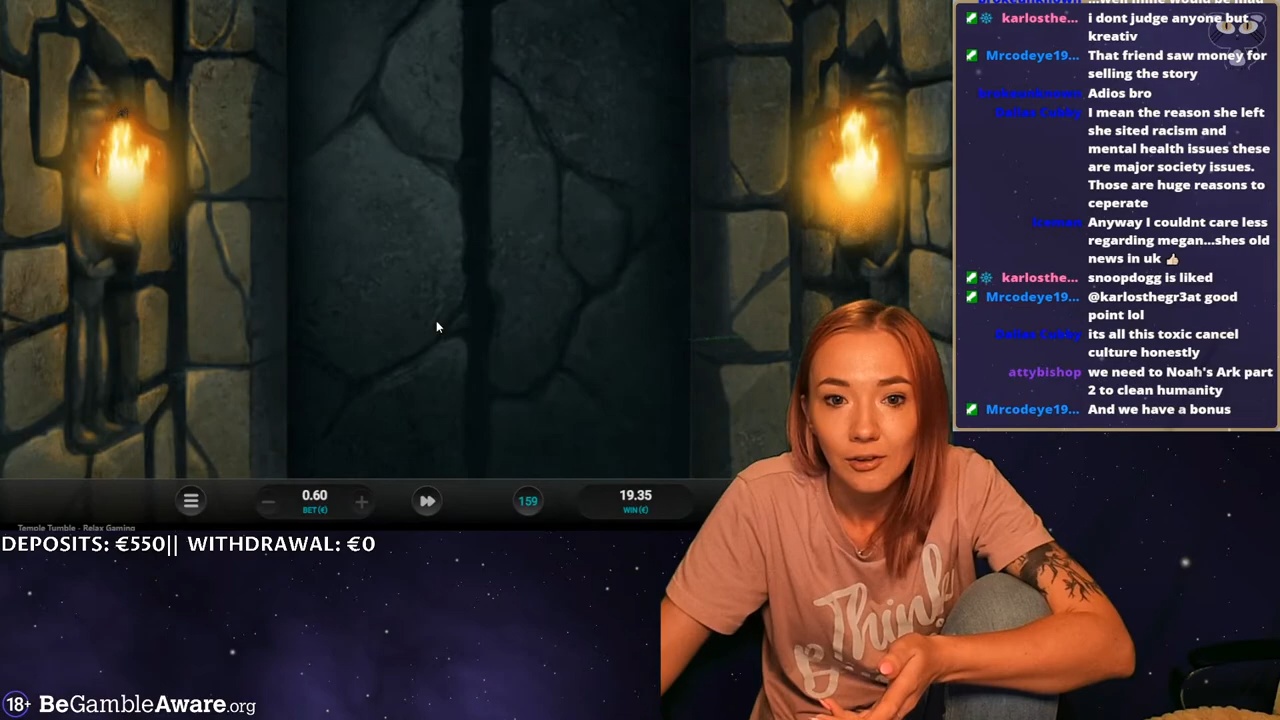 karlosthe... i dont judge anyone but
kreativ
Mrcodeye19... That friend saw money for
selling the story
Adios bro
Dallas Cubby I mean the reason she left
she sited racism and
mental health issues these
are major society issues.
Those are huge reasons to
ceperate
Anyway I couldnt care less
regarding megan...shes old
news in uk 👍🏻
karlosthe... snoopdogg is liked
Mrcodeye19... @karlosthegr3at good
point lol
Dallas Cubby its all this toxic cancel
culture honestly
attybishop we need to Noah's Ark part
2 to clean humanity
Mrcodeye19... And we have a bonus
0.60
BET(€)
159
19.35
WIN(€)
Temple Tumble - Relax Gaming
DEPOSITS: €550|| WITHDRAWAL: €0
Think
18+ BeGambleAware.org